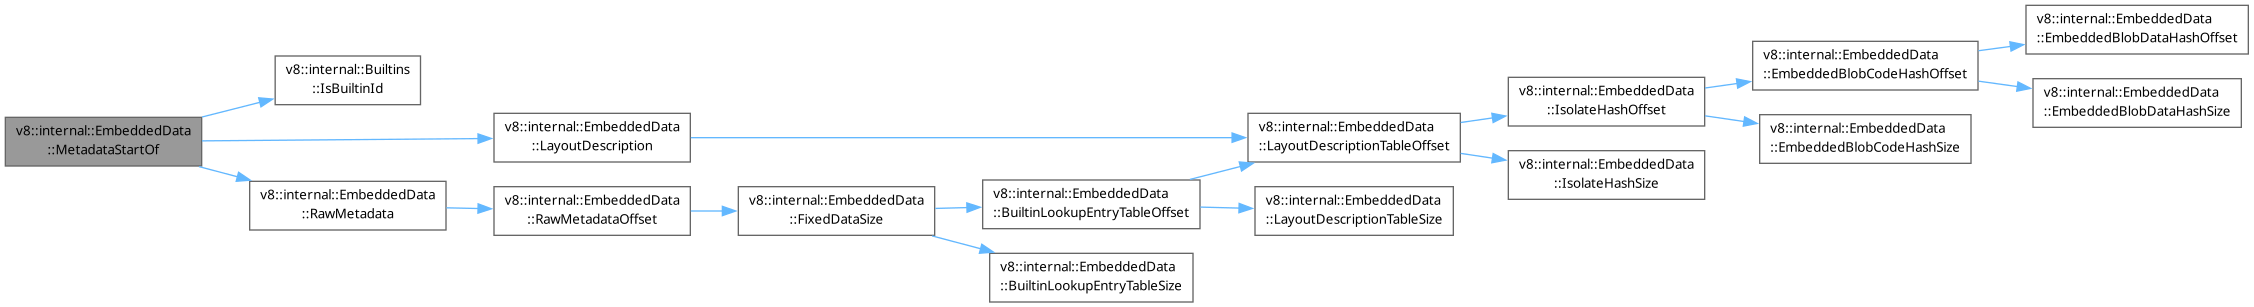 v8::internal::EmbeddedData
::MetadataStartOf
v8::internal::Builtins
::IsBuiltinId
v8::internal::EmbeddedData
::LayoutDescription
v8::internal::EmbeddedData
::RawMetadata
v8::internal::EmbeddedData
::RawMetadataOffset
v8::internal::EmbeddedData
::FixedDataSize
v8::internal::EmbeddedData
::BuiltinLookupEntryTableOffset
v8::internal::EmbeddedData
::BuiltinLookupEntryTableSize
v8::internal::EmbeddedData
::LayoutDescriptionTableOffset
v8::internal::EmbeddedData
::LayoutDescriptionTableSize
v8::internal::EmbeddedData
::IsolateHashOffset
v8::internal::EmbeddedData
::IsolateHashSize
v8::internal::EmbeddedData
::EmbeddedBlobCodeHashOffset
v8::internal::EmbeddedData
::EmbeddedBlobCodeHashSize
v8::internal::EmbeddedData
::EmbeddedBlobDataHashOffset
v8::internal::EmbeddedData
::EmbeddedBlobDataHashSize